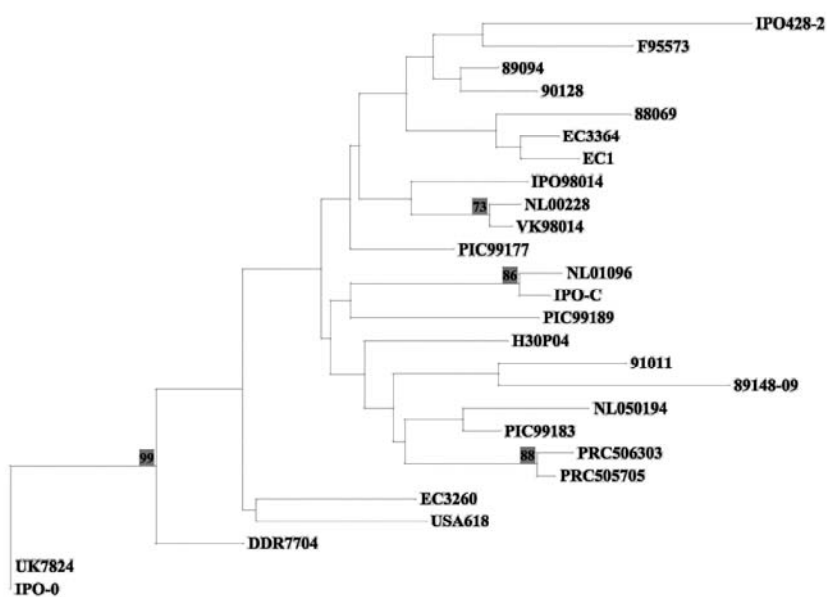 IPO428-2
F95573
89094
90128
88069
EC3364
EC1
IPO98014
73
NL00228
VK98014
PIC99177
86
NL01096
IPO-C
PIC99189
H30P04
91011
89148-09
NL050194
PIC99183
88
PRC506303
99
PRC505705
EC3260
USA618
DDR7704
UK7824
IPO-0